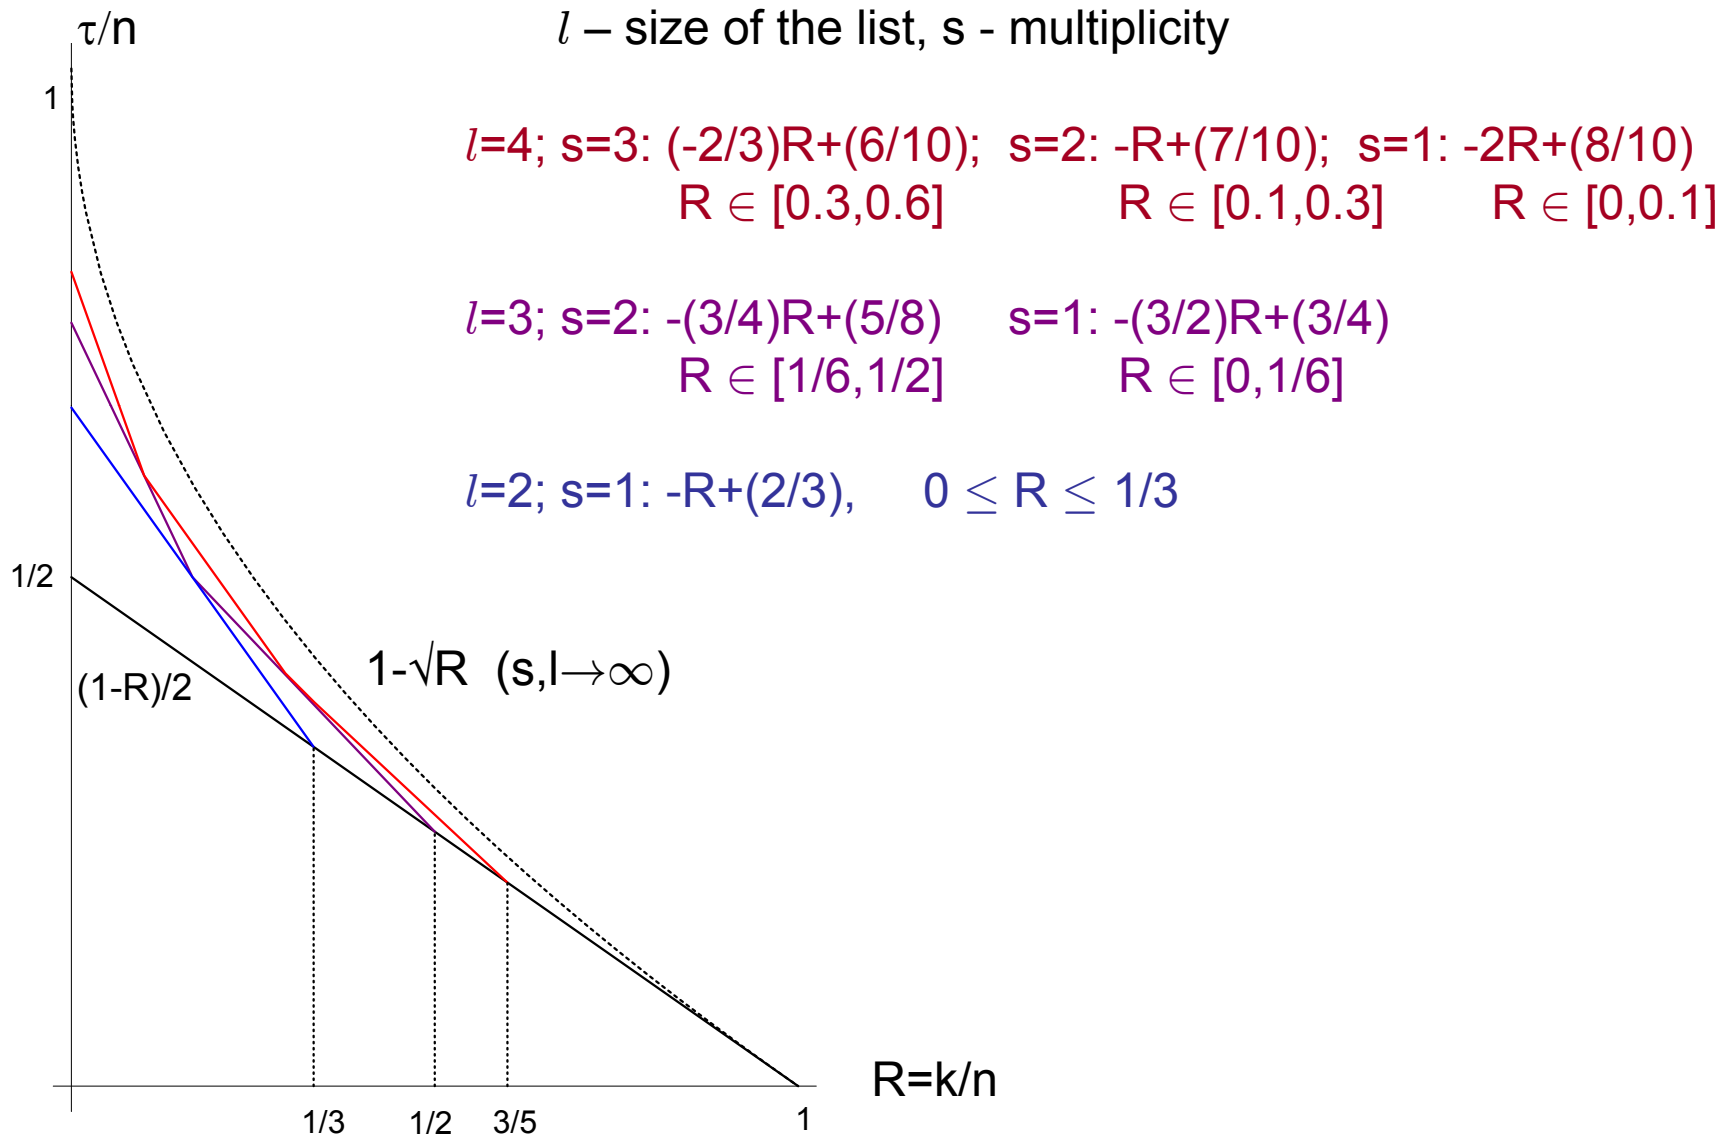 τ/n
l – size of the list, s - multiplicity
1
l=4; s=3: (-2/3)R+(6/10); s=2: -R+(7/10); s=1: -2R+(8/10)
R ∈ [0.3,0.6] R ∈ [0.1,0.3] R ∈ [0,0.1]
l=3; s=2: -(3/4)R+(5/8) s=1: -(3/2)R+(3/4)
R ∈ [1/6,1/2] R ∈ [0,1/6]
l=2; s=1: -R+(2/3), 0 ≤ R ≤ 1/3
1/2
1-√R (s,l→∞)
(1-R)/2
R=k/n
1/3 1/2 3/5 1